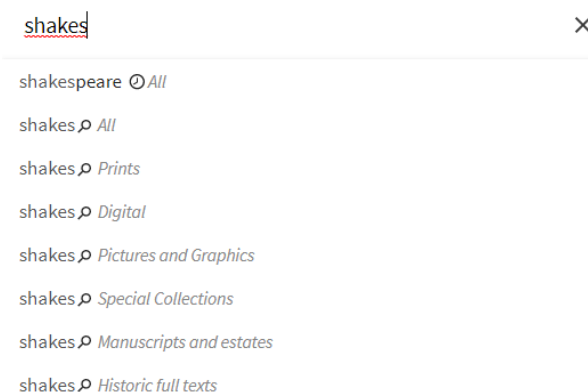 shakes
shakespeare All
shakes All
shakes Prints
shakes Digital
shakes Pictures and Graphics
shakes Special Collections
shakes Manuscripts and estates
shakes Historic full texts